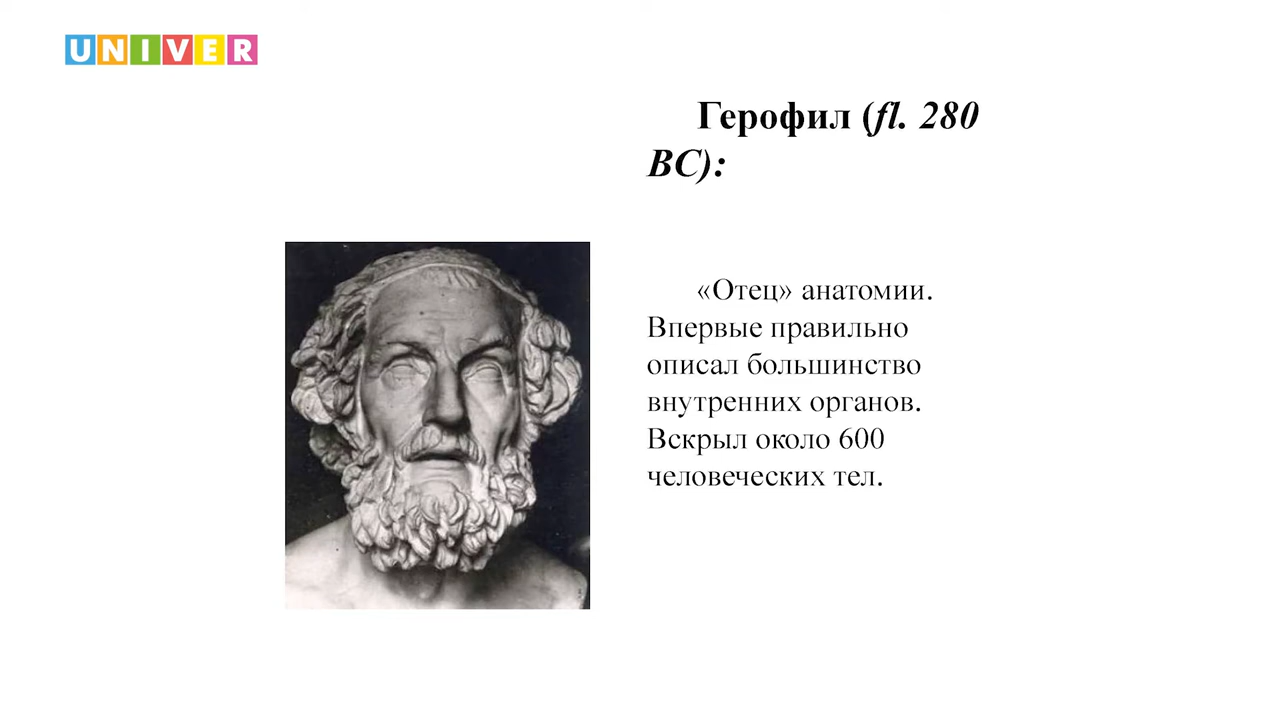 UNIVER
Герофил (fl. 280
BC):
«Отец» анатомии.
Впервые правильно
описал большинство
внутренних органов.
Вскрыл около 600
человеческих тел.